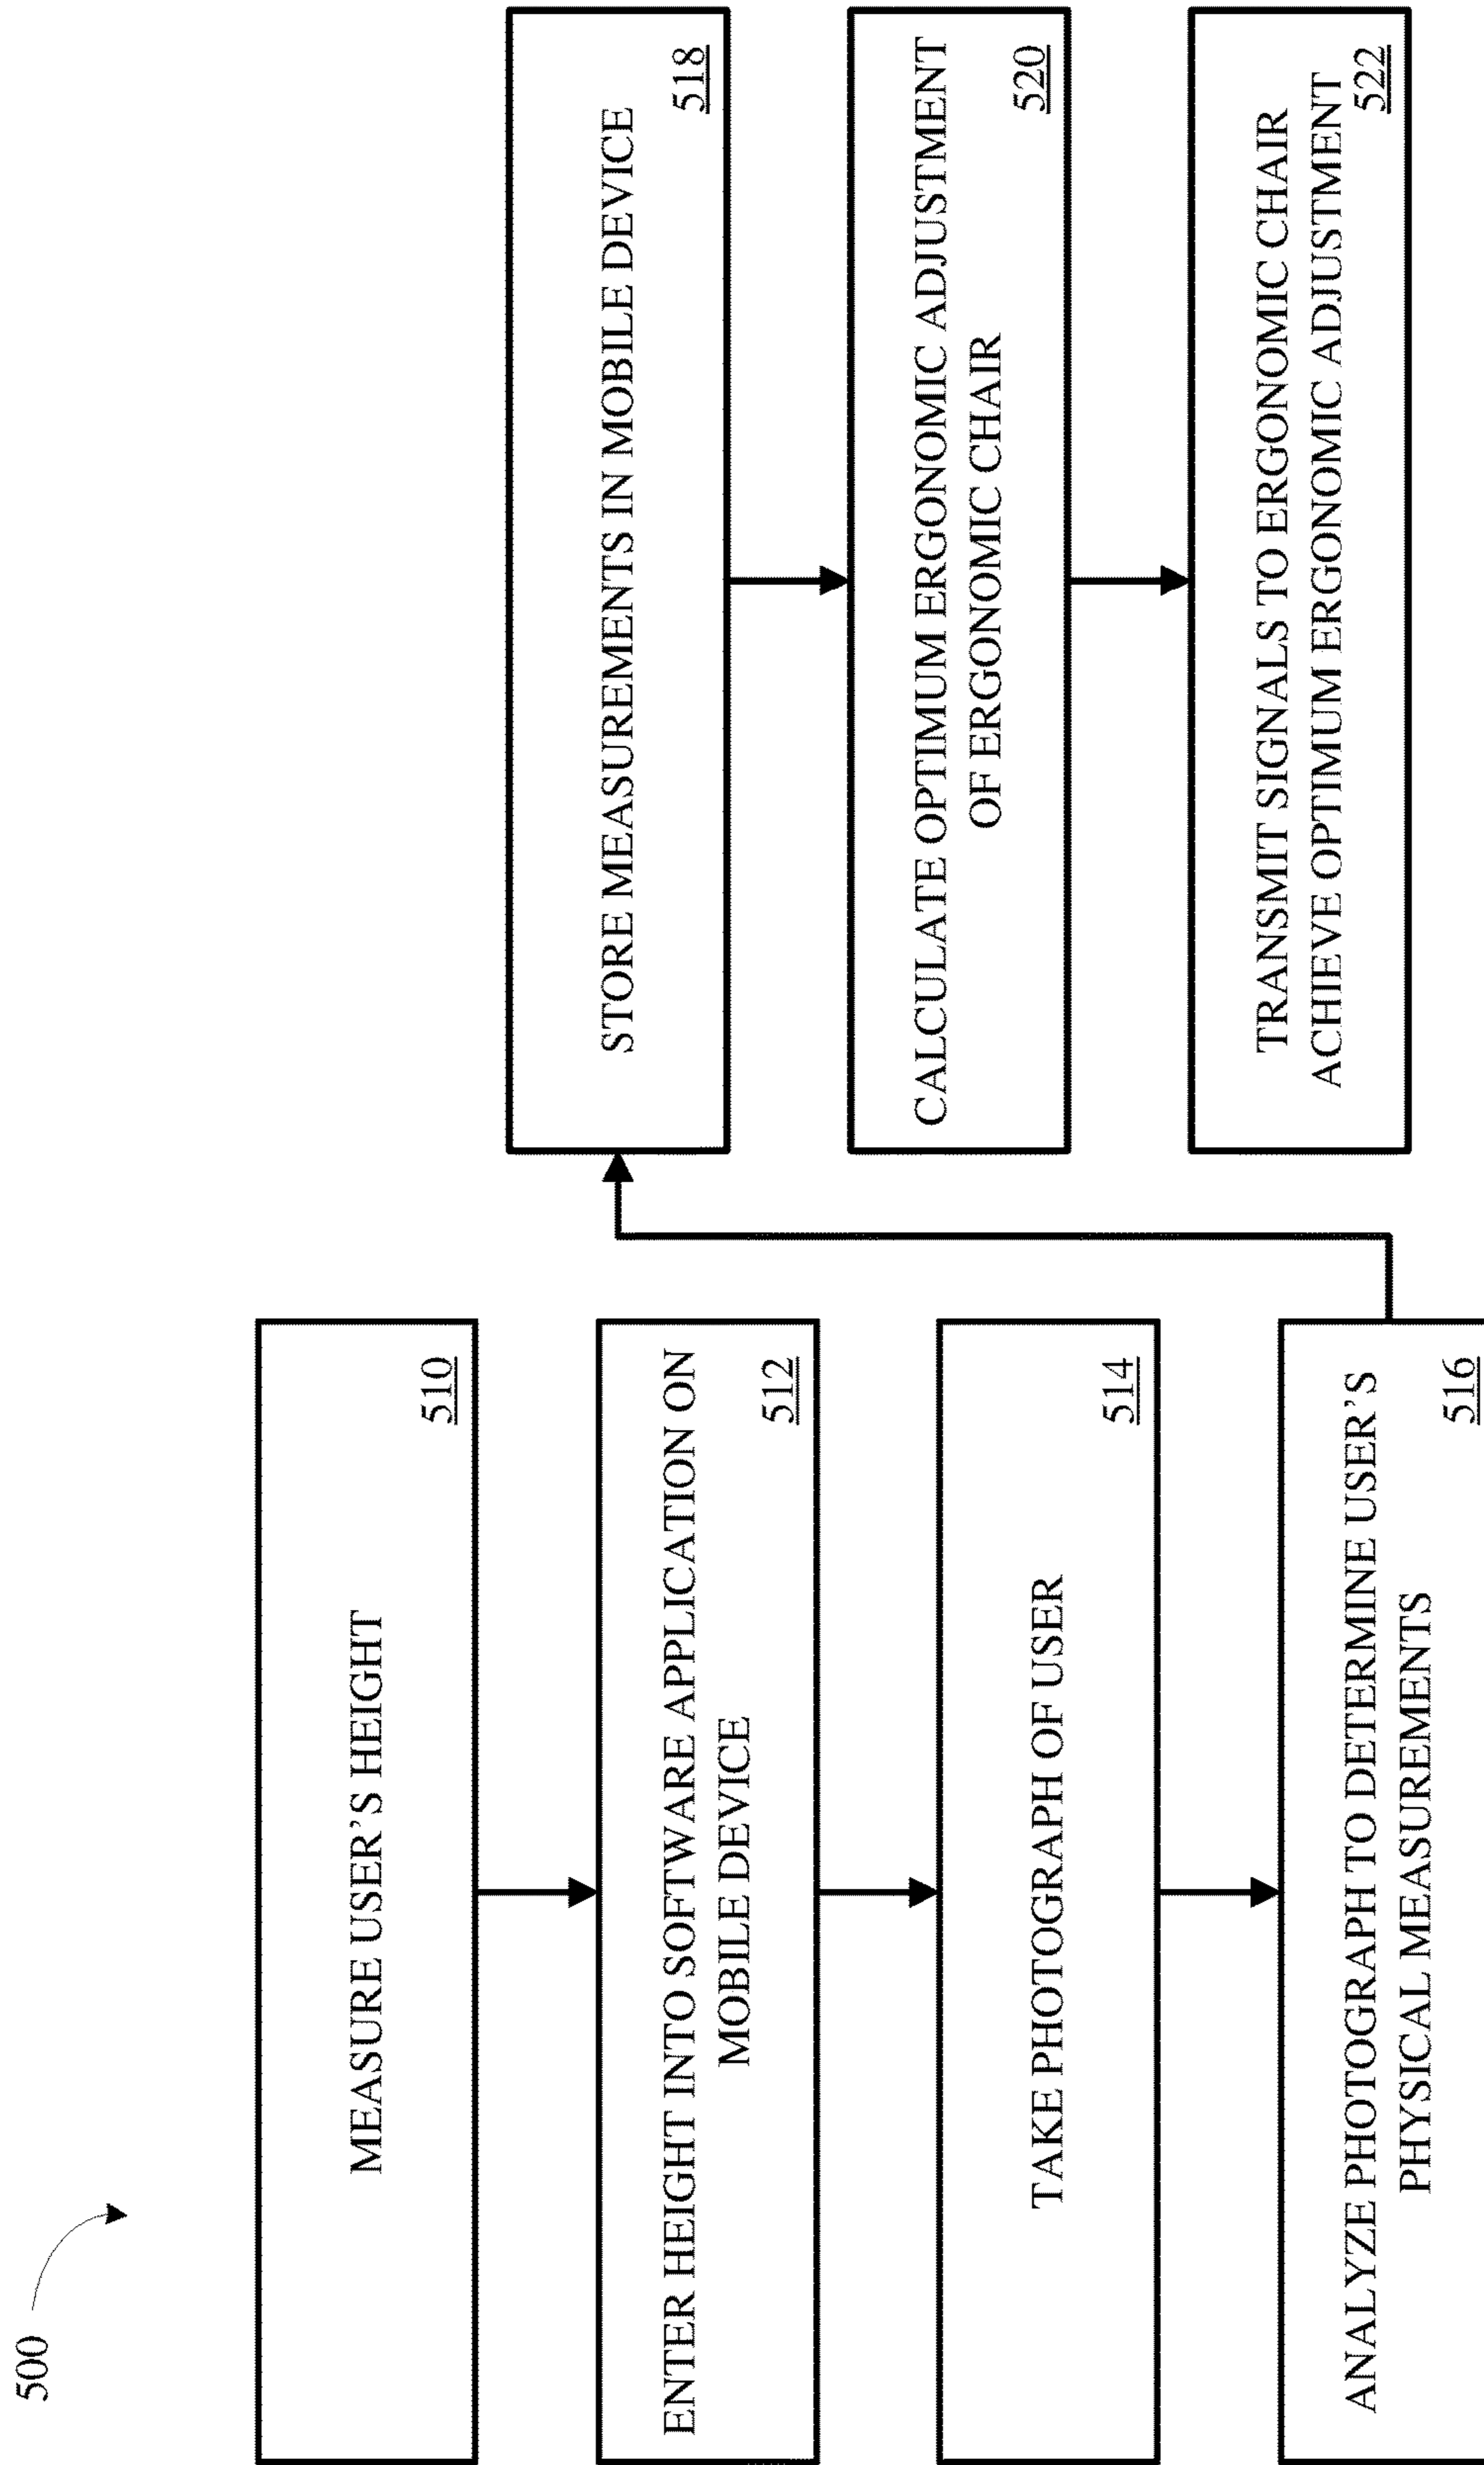 500
MEASURE USER'S HEIGHT
510
ENTER HEIGHT INTO SOFTWARE APPLICATION ON
MOBILE DEVICE
512
TAKE PHOTOGRAPH OF USER
514
ANALYZE PHOTOGRAPH TO DETERMINE USER'S
PHYSICAL MEASUREMENTS
516
STORE MEASUREMENTS IN MOBILE DEVICE
518
CALCULATE OPTIMUM ERGONOMIC ADJUSTMENT
OF ERGONOMIC CHAIR
520
TRANSMIT SIGNALS TO ERGONOMIC CHAIR
ACHIEVE OPTIMUM ERGONOMIC ADJUSTMENT
522